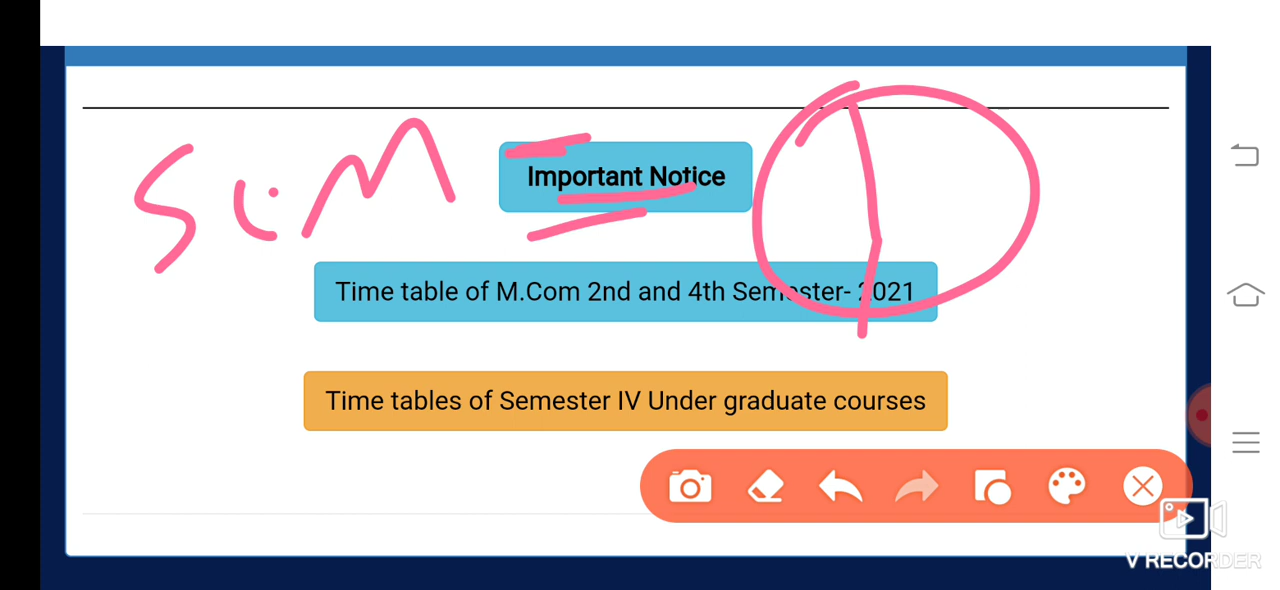 Important Notice
Time table of M.Com 2nd and 4th Semester- 2021
Time tables of Semester IV Under graduate courses
V RECORDER